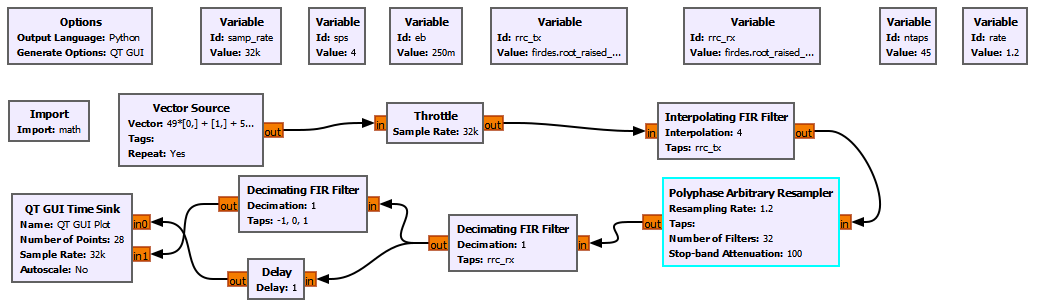 Options
Output Language: Python
Generate Options: QT GUI
Variable
Id: samp_rate
Value: 32k
Variable
Id: sps
Value: 4
Variable
Id: eb
Value: 250m
Variable
Id: rrc_tx
Value: firdes.root_raised_...
Variable
Id: rrc_rx
Value: firdes.root_raised_...
Variable
Id: ntaps
Value: 45
Variable
Id: rate
Value: 1.2
Import
Import: math
Vector Source
Vector: 49*[0,] + [1,] + 5...
Tags:
Repeat: Yes
out
in
Throttle
Sample Rate: 32k
out
in
Interpolating FIR Filter
Interpolation: 4
Taps: rrc_tx
out
QT GUI Time Sink
Name: QT GUI Plot
Number of Points: 28
Sample Rate: 32k
Autoscale: No
in0
in1
out
Decimating FIR Filter
Decimation: 1
Taps: -1, 0, 1
in
out
Delay
Delay: 1
in
out
Decimating FIR Filter
Decimation: 1
Taps: rrc_rx
in
out
Polyphase Arbitrary Resampler
Resampling Rate: 1.2
Taps:
Number of Filters: 32
Stop-band Attenuation: 100
in